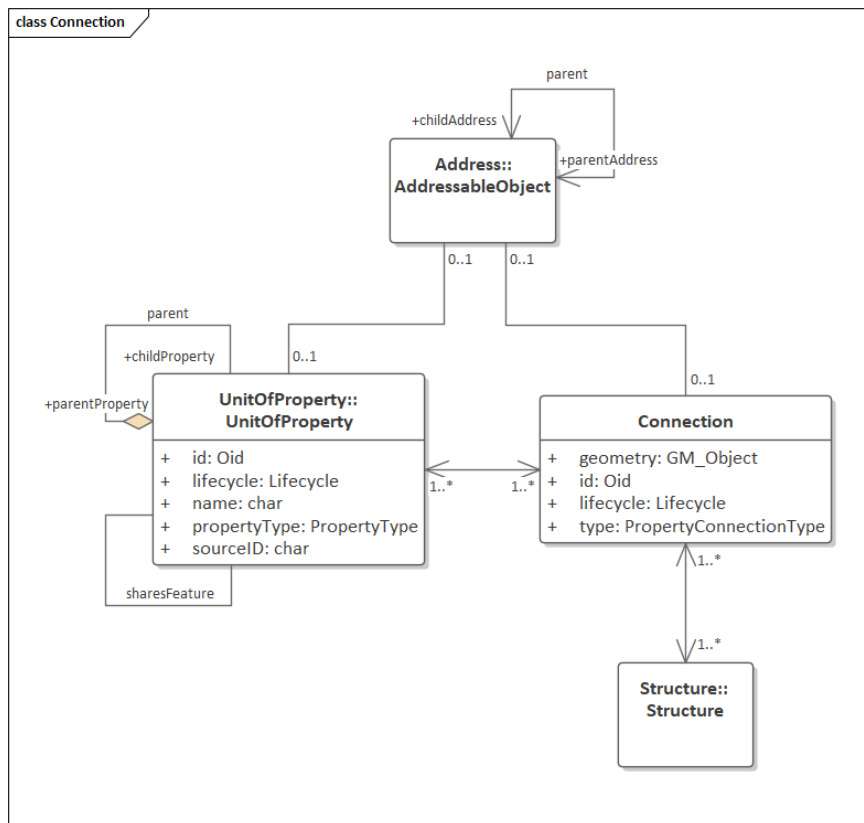 class Connection
parent
+childAddress
+parentAddress
Address::
AddressableObject
0..1
0..1
parent
+childProperty
+parentProperty
0..1
0..1
UnitOfProperty::
UnitOfProperty
+ id: Oid
+ lifecycle: Lifecycle
+ name: char
+ propertyType: PropertyType
+ sourceID: char
1..*
1..*
Connection
+ geometry: GM_Object
+ id: Oid
+ lifecycle: Lifecycle
+ type: PropertyConnectionType
sharesFeature
1..*
1..*
Structure::
Structure